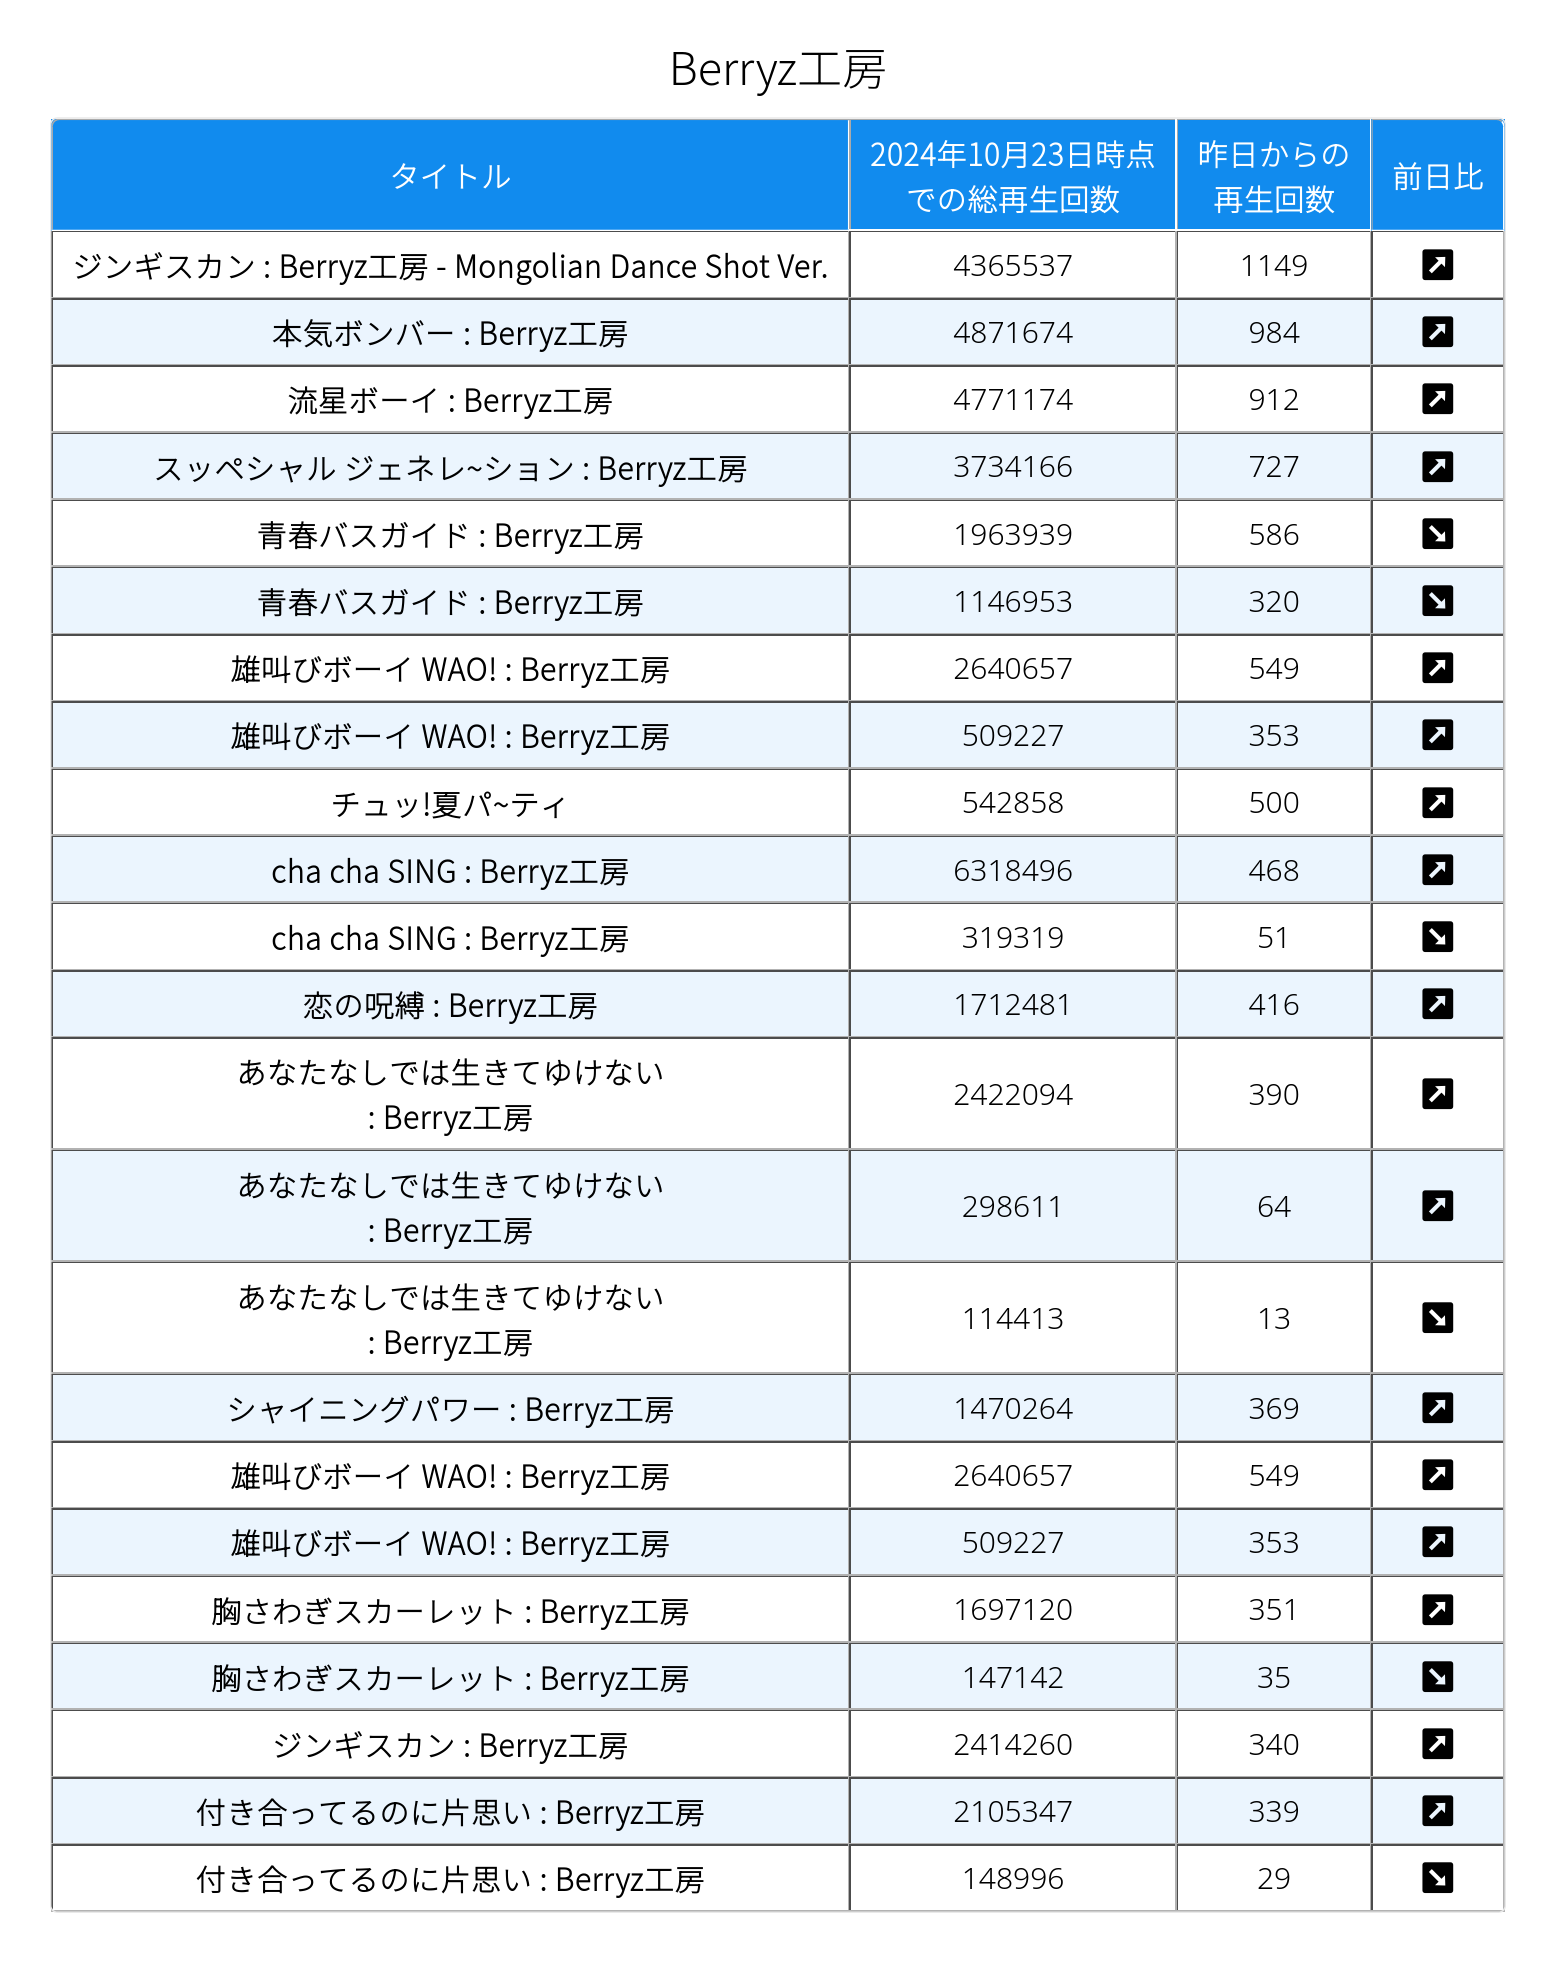 Berryz工房
タイトル 2024年10月23日時点 昨日からの 前日比
での総再生回数 再生回数
ジンギスカン : Berryz工房 - Mongolian Dance Shot Ver. 4365537 1149
本気ボンバー : Berryz工房 4871674 984
流星ボーイ : Berryz工房 4771174 912
スッペシャル ジェネレ~ション : Berryz工房 3734166 727
青春バスガイド : Berryz工房 1963939 586
青春バスガイド : Berryz工房 1146953 320
雄叫びボーイ WAO! : Berryz工房 2640657 549
雄叫びボーイ WAO! : Berryz工房 509227 353
チュッ!夏パ~ティ 542858 500
cha cha SING : Berryz工房 6318496 468
cha cha SING : Berryz工房 319319 51
恋の呪縛 : Berryz工房 1712481 416
あなたなしでは生きてゆけない
: Berryz工房 2422094 390
あなたなしでは生きてゆけない
: Berryz工房 298611 64
あなたなしでは生きてゆけない
: Berryz工房 114413 13
シャイニングパワー : Berryz工房 1470264 369
雄叫びボーイ WAO! : Berryz工房 2640657 549
雄叫びボーイ WAO! : Berryz工房 509227 353
胸さわぎスカーレット : Berryz工房 1697120 351
胸さわぎスカーレット : Berryz工房 147142 35
ジンギスカン : Berryz工房 2414260 340
付き合ってるのに片思い : Berryz工房 2105347 339
付き合ってるのに片思い : Berryz工房 148996 29